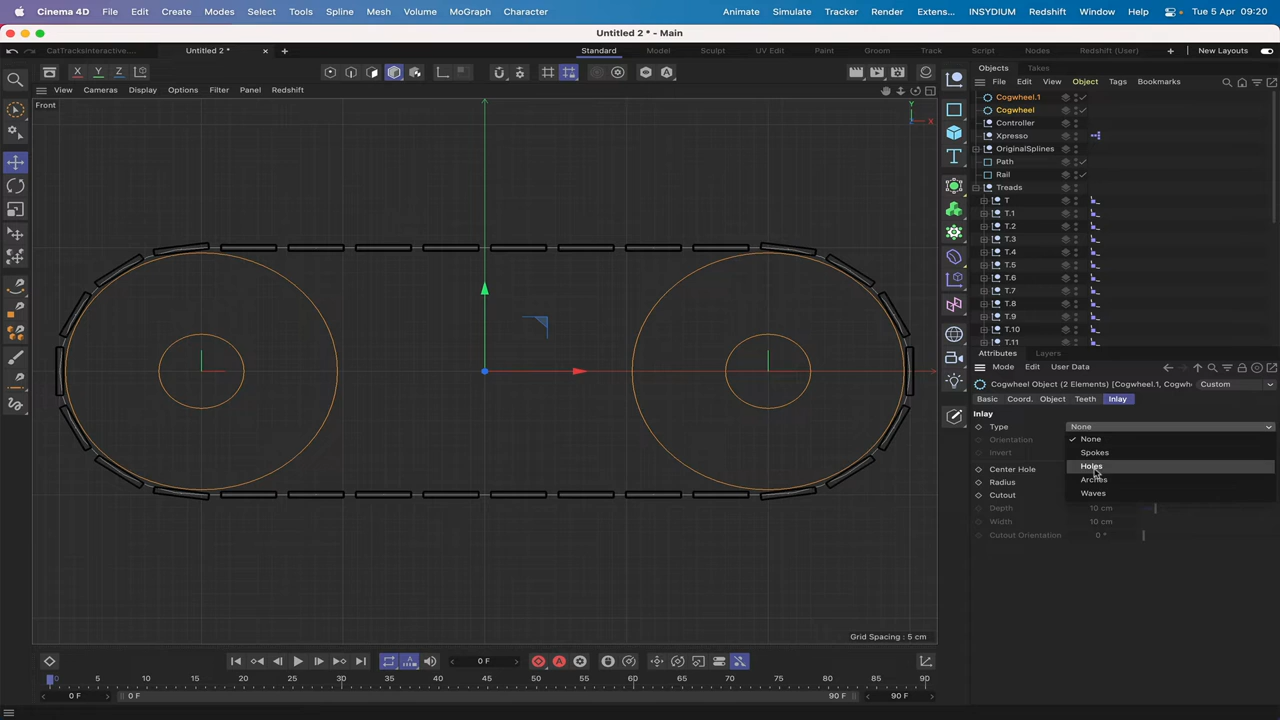 Cinema 4D File Edit Create Modes Select Tools Spline Mesh Volume MoGraph Character Animate Simulate Tracker Render Extens... INSYDIUM Redshift Window Help Tue 5 Apr 09:20
Untitled 2 * - Main
CatTracksInteractive.... Untitled 2 * Standard Model Sculpt UV Edit Paint Groom Track Script Nodes Redshift (User) New Layouts
X Y Z
Objects Takes
File Edit View Object Tags Bookmarks
View Cameras Display Options Filter Panel Redshift
Front
Y
X
Cogwheel.1
Cogwheel
Controller
Xpresso
OriginalSplines
Path
Rail
Treads
T
T.1
T.2
T.3
T.4
T.5
T.6
T.7
T.8
T.9
T.10
T.11
Attributes Layers
Mode Edit User Data
Cogwheel Object (2 Elements) [Cogwheel.1, Cogwh Custom
Basic Coord. Object Teeth Inlay
Inlay
Type None
Orientation None
Invert Spokes
Center Hole Holes
Radius Arches
Cutout Waves
Depth 10 cm
Width 10 cm
Cutout Orientation 0 °
Grid Spacing : 5 cm
0 F
0 5 10 15 20 25 30 35 40 45 50 55 60 65 70 75 80 85 90
0 F 0 F 90 F 90 F